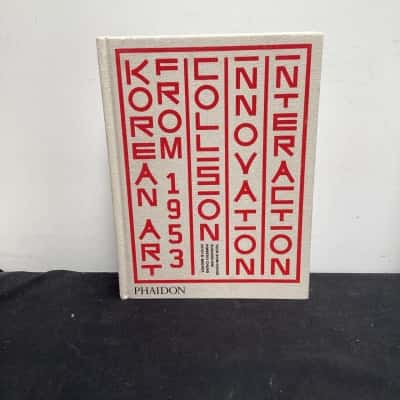 KOREAN ART
FROM 1953
COLLISION
INNOVATION
INTERACTION
PHAIDON